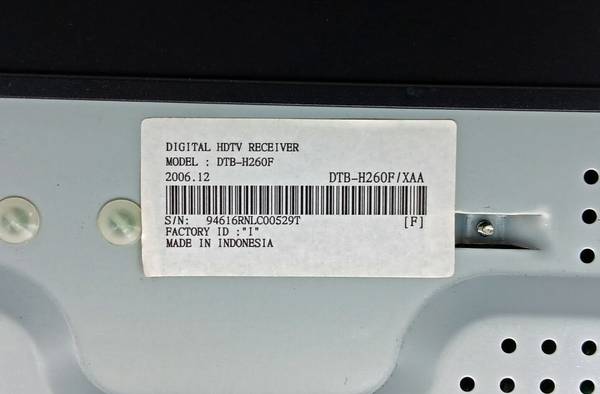 DIGITAL HDTV RECEIVER
MODEL : DTB-H260F
2006.12 DTB-H260F/XAA
S/N: 94616RNLC00529T [F]
FACTORY ID :"I"
MADE IN INDONESIA